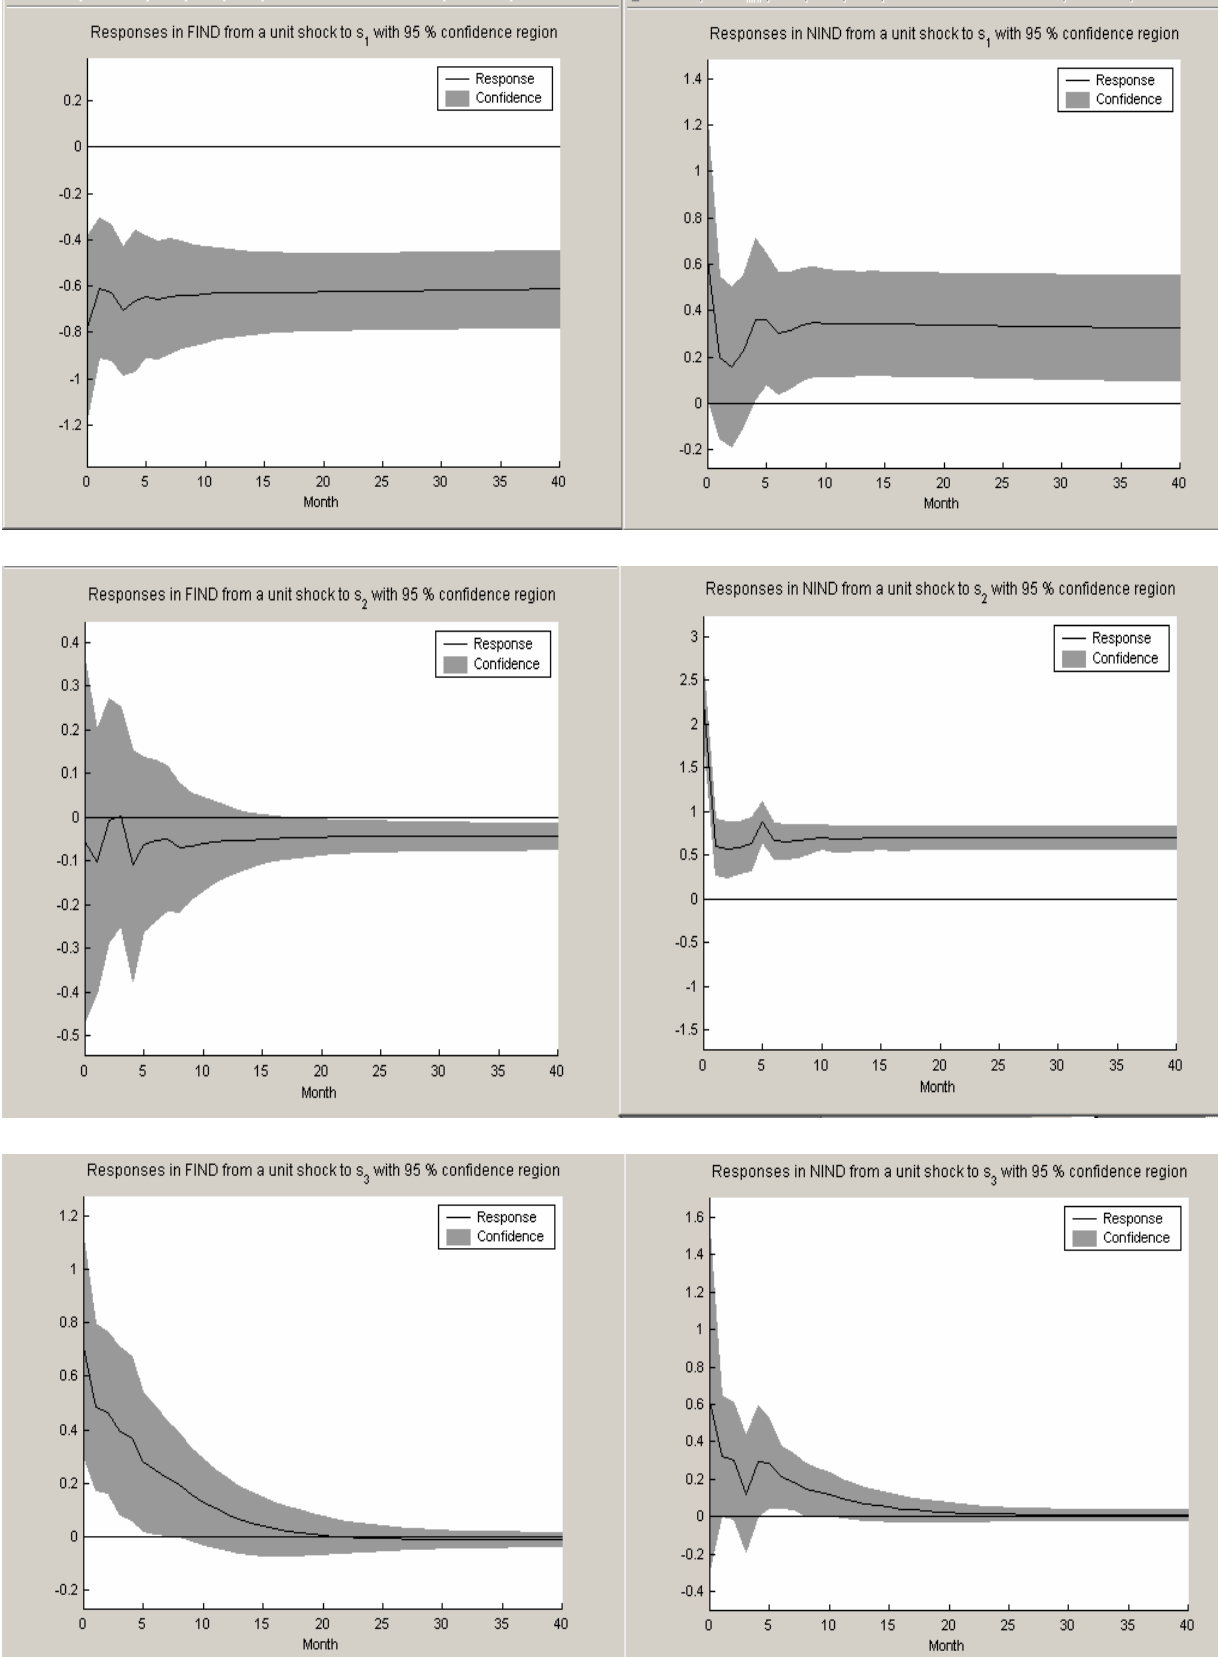 Responses in FIND from a unit shock to s1 with 95 % confidence region
Response
Confidence
0.2
0
-0.2
-0.4
-0.6
-0.8
-1
-1.2
0 5 10 15 20 25 30 35 40
Month
Responses in NIND from a unit shock to s1 with 95 % confidence region
Response
Confidence
1.4
1.2
1
0.8
0.6
0.4
0.2
0
-0.2
0 5 10 15 20 25 30 35 40
Month
Responses in FIND from a unit shock to s2 with 95 % confidence region
Response
Confidence
0.4
0.3
0.2
0.1
0
-0.1
-0.2
-0.3
-0.4
-0.5
0 5 10 15 20 25 30 35 40
Month
Responses in NIND from a unit shock to s2 with 95 % confidence region
Response
Confidence
3
2.5
2
1.5
1
0.5
0
-0.5
-1
-1.5
0 5 10 15 20 25 30 35 40
Month
Responses in FIND from a unit shock to s3 with 95 % confidence region
Response
Confidence
1.2
1
0.8
0.6
0.4
0.2
0
-0.2
0 5 10 15 20 25 30 35 40
Month
Responses in NIND from a unit shock to s3 with 95 % confidence region
Response
Confidence
1.6
1.4
1.2
1
0.8
0.6
0.4
0.2
0
-0.2
-0.4
0 5 10 15 20 25 30 35 40
Month